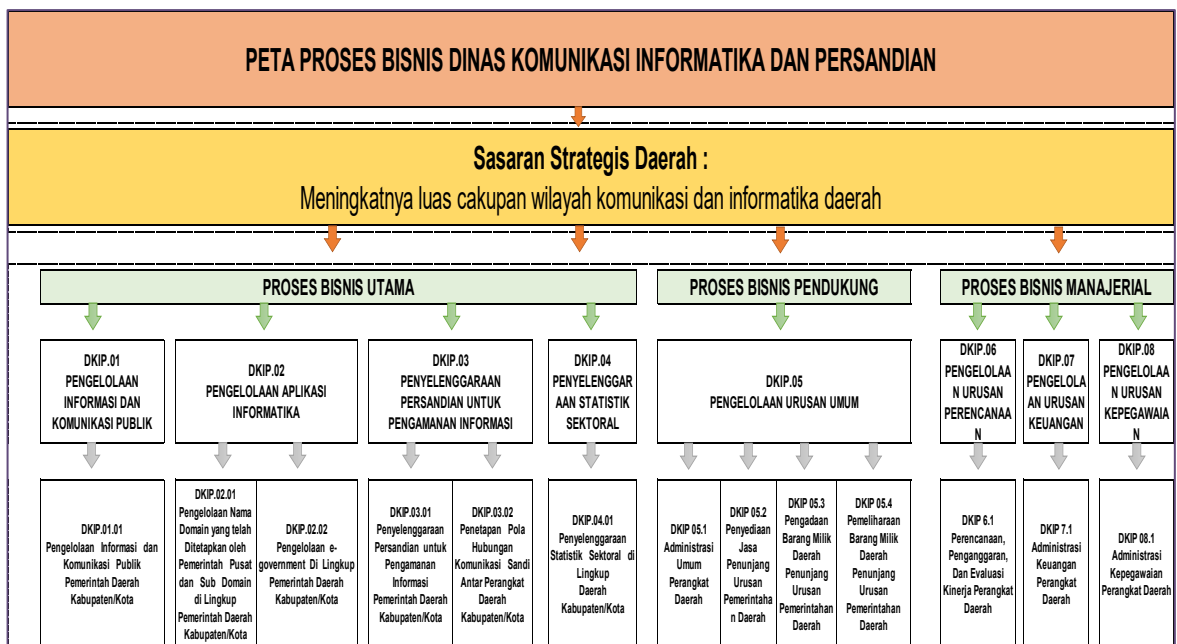 PETA PROSES BISNIS DINAS KOMUNIKASI INFORMATIKA DAN PERSANDIAN
Sasaran Strategis Daerah :
Meningkatnya luas cakupan wilayah komunikasi dan informatika daerah
PROSES BISNIS UTAMA
PROSES BISNIS PENDUKUNG
PROSES BISNIS MANAJERIAL
DKIP.01
PENGELOLAAN
INFORMASI DAN
KOMUNIKASI PUBLIK
DKIP.02
PENGELOLAAN APLIKASI
INFORMATIKA
DKIP.03
PENYELENGGARAAN
PERSANDIAN UNTUK
PENGAMANAN INFORMASI
DKIP.04
PENYELENGGAR
AAN STATISTIK
SEKTORAL
DKIP.05
PENGELOLAAN URUSAN UMUM
DKIP.06
PENGELOLAA
N URUSAN
PERENCANAA
N
DKIP.07
PENGELOLA
AN URUSAN
KEUANGAN
DKIP.08
PENGELOLAA
N URUSAN
KEPEGAWAIA
N
DKIP.01.01
Pengelolaan Informasi dan
Komunikasi Publik
Pemerintah Daerah
Kabupaten/Kota
DKIP.02.01
Pengelolaan Nama
Domain yang telah
Ditetapkan oleh
Pemerintah Pusat
dan Sub Domain
di Lingkup
Pemerintah Daerah
Kabupaten/Kota
DKIP.02.02
Pengelolaan e-
government Di Lingkup
Pemerintah Daerah
Kabupaten/Kota
DKIP.03.01
Penyelenggaraan
Persandian untuk
Pengamanan
Informasi
Pemerintah Daerah
Kabupaten/Kota
DKIP.03.02
Penetapan Pola
Hubungan
Komunikasi Sandi
Antar Perangkat
Daerah
Kabupaten/Kota
DKIP.04.01
Penyelenggaraan
Statistik Sektoral di
Lingkup
Daerah
Kabupaten/Kota
DKIP 05.1
Administrasi
Umum
Perangkat
Daerah
DKIP 05.2
Penyediaan
Jasa
Penunjang
Urusan
Pemerintaha
n Daerah
DKIP 05.3
Pengadaan
Barang Milik
Daerah
Penunjang
Urusan
Pemerintahan
Daerah
DKIP 05.4
Pemeliharaan
Barang Milik
Daerah
Penunjang
Urusan
Pemerintahan
Daerah
DKIP 6.1
Perencanaan,
Penganggaran,
Dan Evaluasi
Kinerja Perangkat
Daerah
DKIP 7.1
Administrasi
Keuangan
Perangkat
Daerah
DKIP 08.1
Administrasi
Kepegawaian
Perangkat Daerah